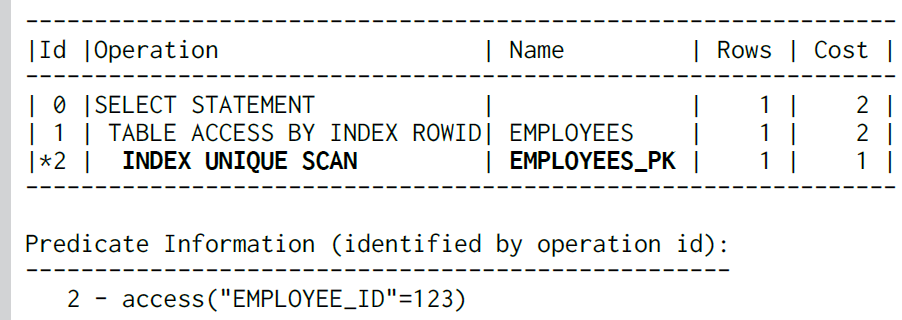 ---------------------------------------------------------------
|Id |Operation                   | Name         | Rows | Cost |
---------------------------------------------------------------
| 0 |SELECT STATEMENT            |              |    1 |    2 |
| 1 | TABLE ACCESS BY INDEX ROWID| EMPLOYEES    |    1 |    2 |
|*2 |  INDEX UNIQUE SCAN         | EMPLOYEES_PK |    1 |    1 |
---------------------------------------------------------------
Predicate Information (identified by operation id):
---------------------------------------------------
   2 - access("EMPLOYEE_ID"=123)